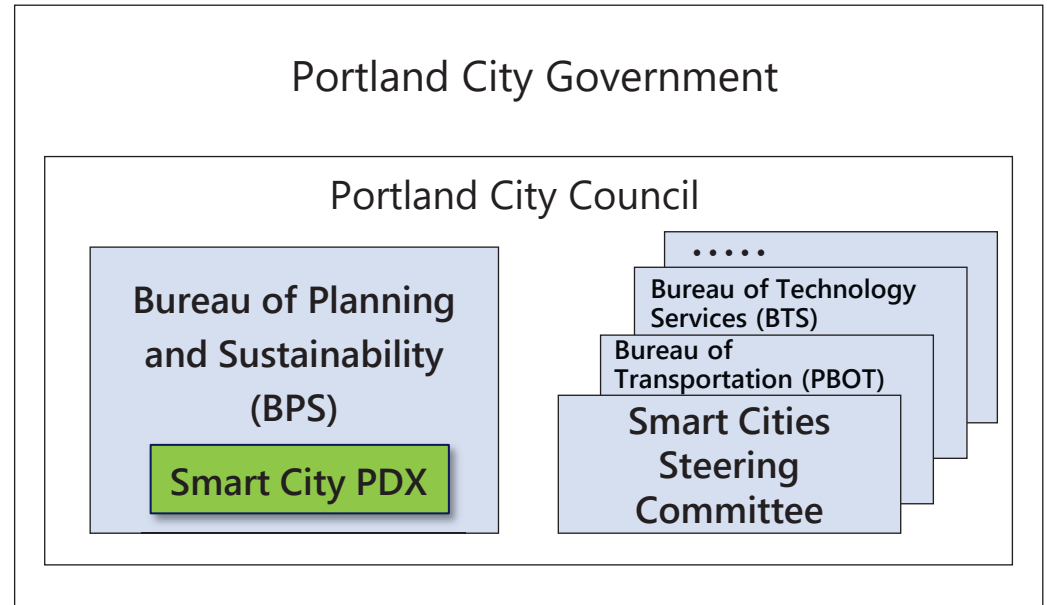 Portland City Government
Portland City Council
Bureau of Planning
and Sustainability
(BPS)
Smart City PDX
.....
Bureau of Technology
Services (BTS)
Bureau of
Transportation (PBOT)
Smart Cities
Steering
Committee